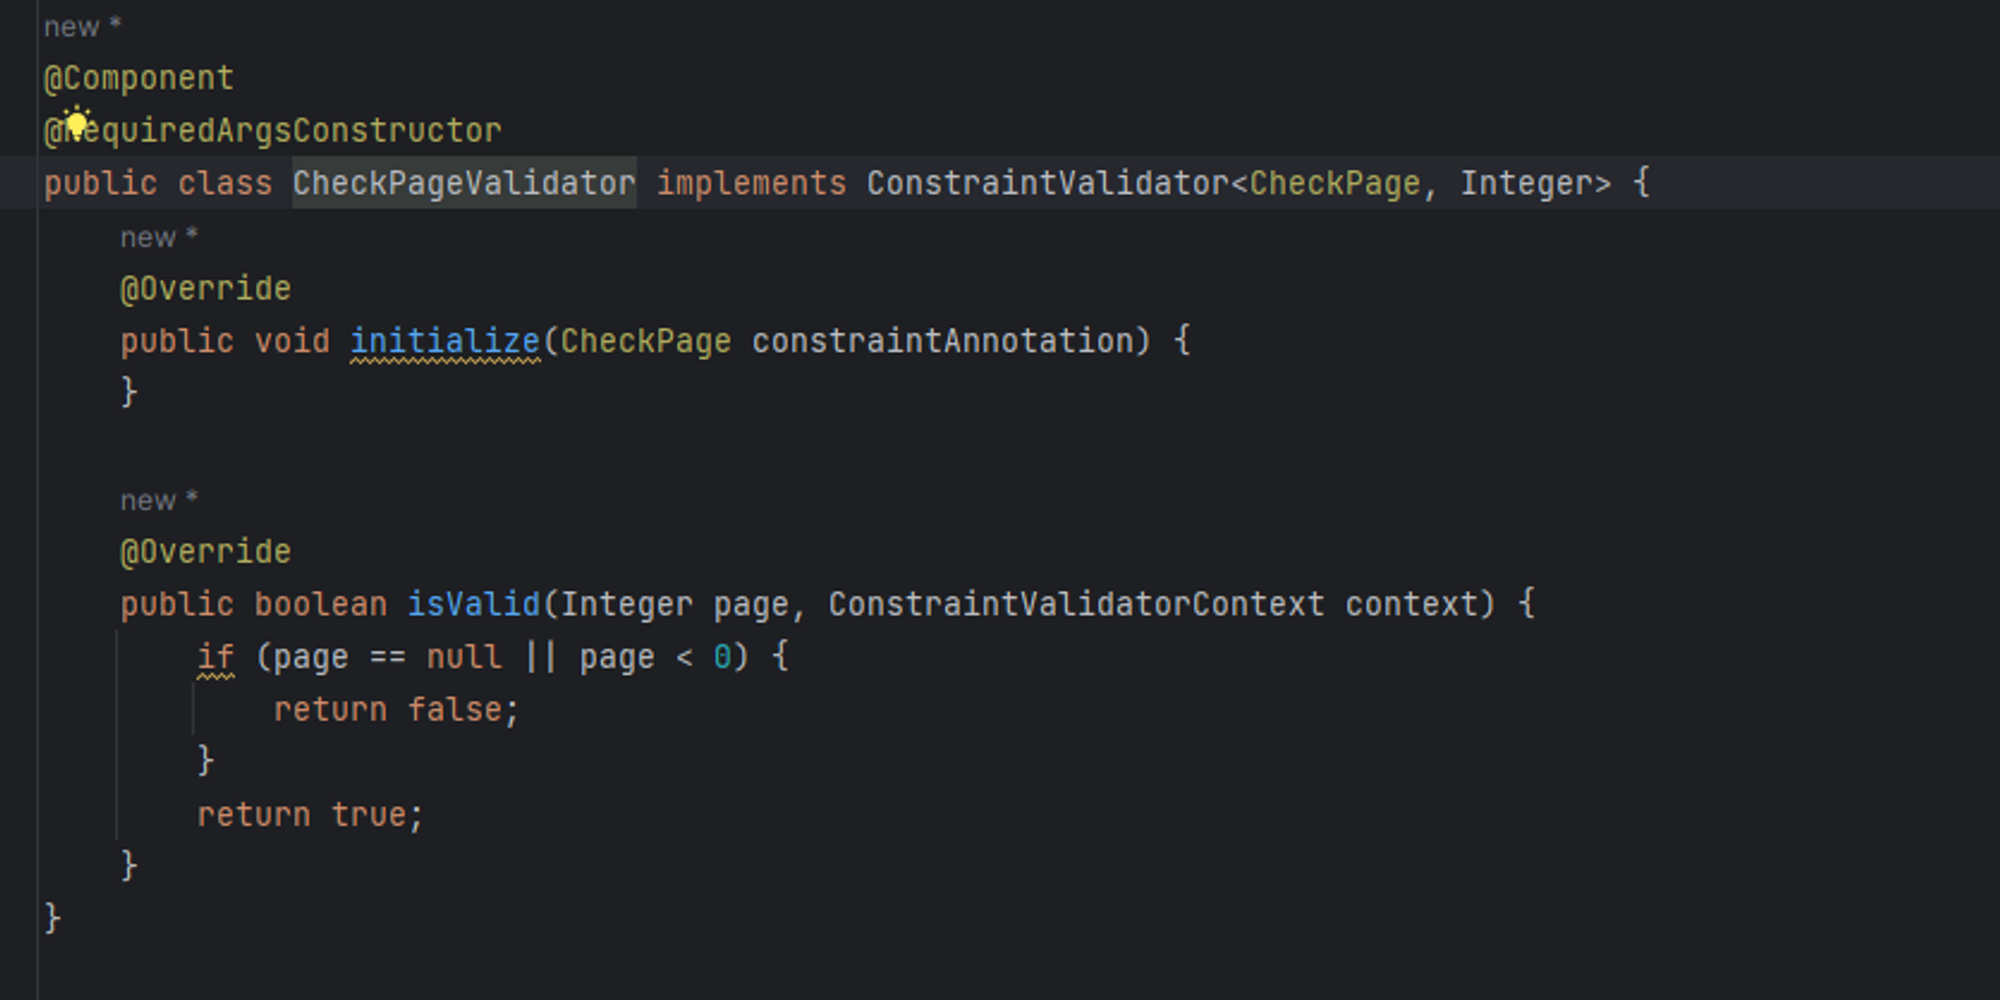 new *
@Component
@RequiredArgsConstructor
public class CheckPageValidator implements ConstraintValidator<CheckPage, Integer> {
new *
@Override
public void initialize(CheckPage constraintAnnotation) {
}
new *
@Override
public boolean isValid(Integer page, ConstraintValidatorContext context) {
if (page == null || page < 0) {
return false;
}
return true;
}
}